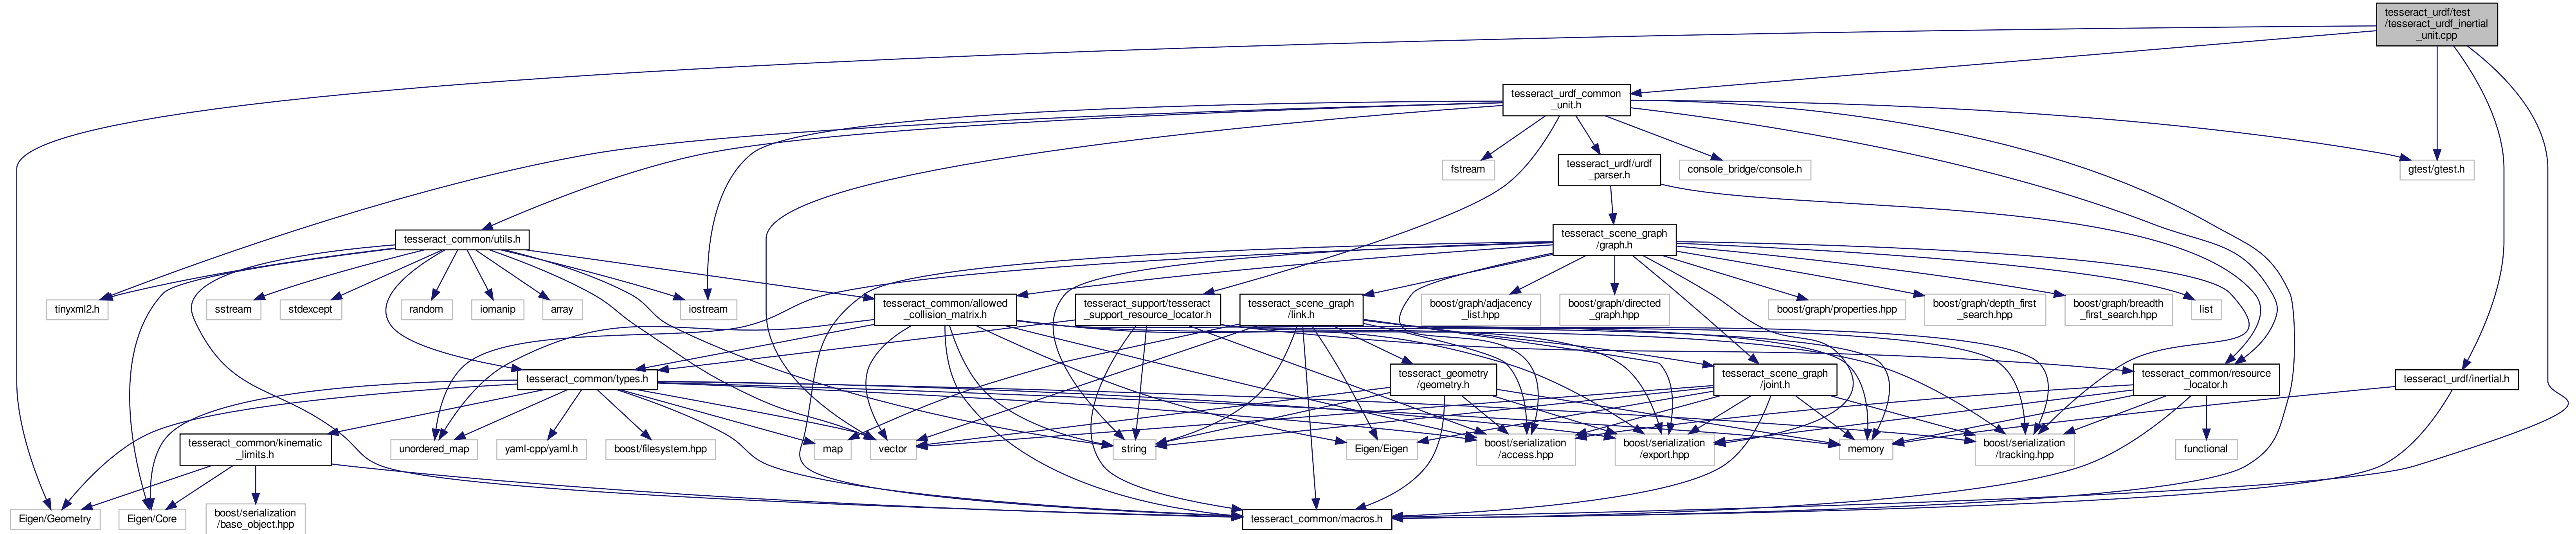 tesseract_urdf/test
/tesseract_urdf_inertial
_unit.cpp
tesseract_urdf_common
_unit.h
fstream
tesseract_urdf/urdf
_parser.h
console_bridge/console.h
gtest/gtest.h
tesseract_common/utils.h
tesseract_scene_graph
/graph.h
tinyxml2.h
sstream
stdexcept
random
iomanip
array
iostream
tesseract_common/allowed
_collision_matrix.h
tesseract_support/tesseract
_support_resource_locator.h
tesseract_scene_graph
/link.h
boost/graph/adjacency
_list.hpp
boost/graph/directed
_graph.hpp
boost/graph/properties.hpp
boost/graph/depth_first
_search.hpp
boost/graph/breadth
_first_search.hpp
list
tesseract_common/types.h
tesseract_geometry
/geometry.h
tesseract_scene_graph
/joint.h
tesseract_common/resource
_locator.h
tesseract_urdf/inertial.h
tesseract_common/kinematic
_limits.h
unordered_map
yaml-cpp/yaml.h
boost/filesystem.hpp
map
vector
string
Eigen/Eigen
boost/serialization
/access.hpp
boost/serialization
/export.hpp
memory
boost/serialization
/tracking.hpp
functional
Eigen/Geometry
Eigen/Core
boost/serialization
/base_object.hpp
tesseract_common/macros.h